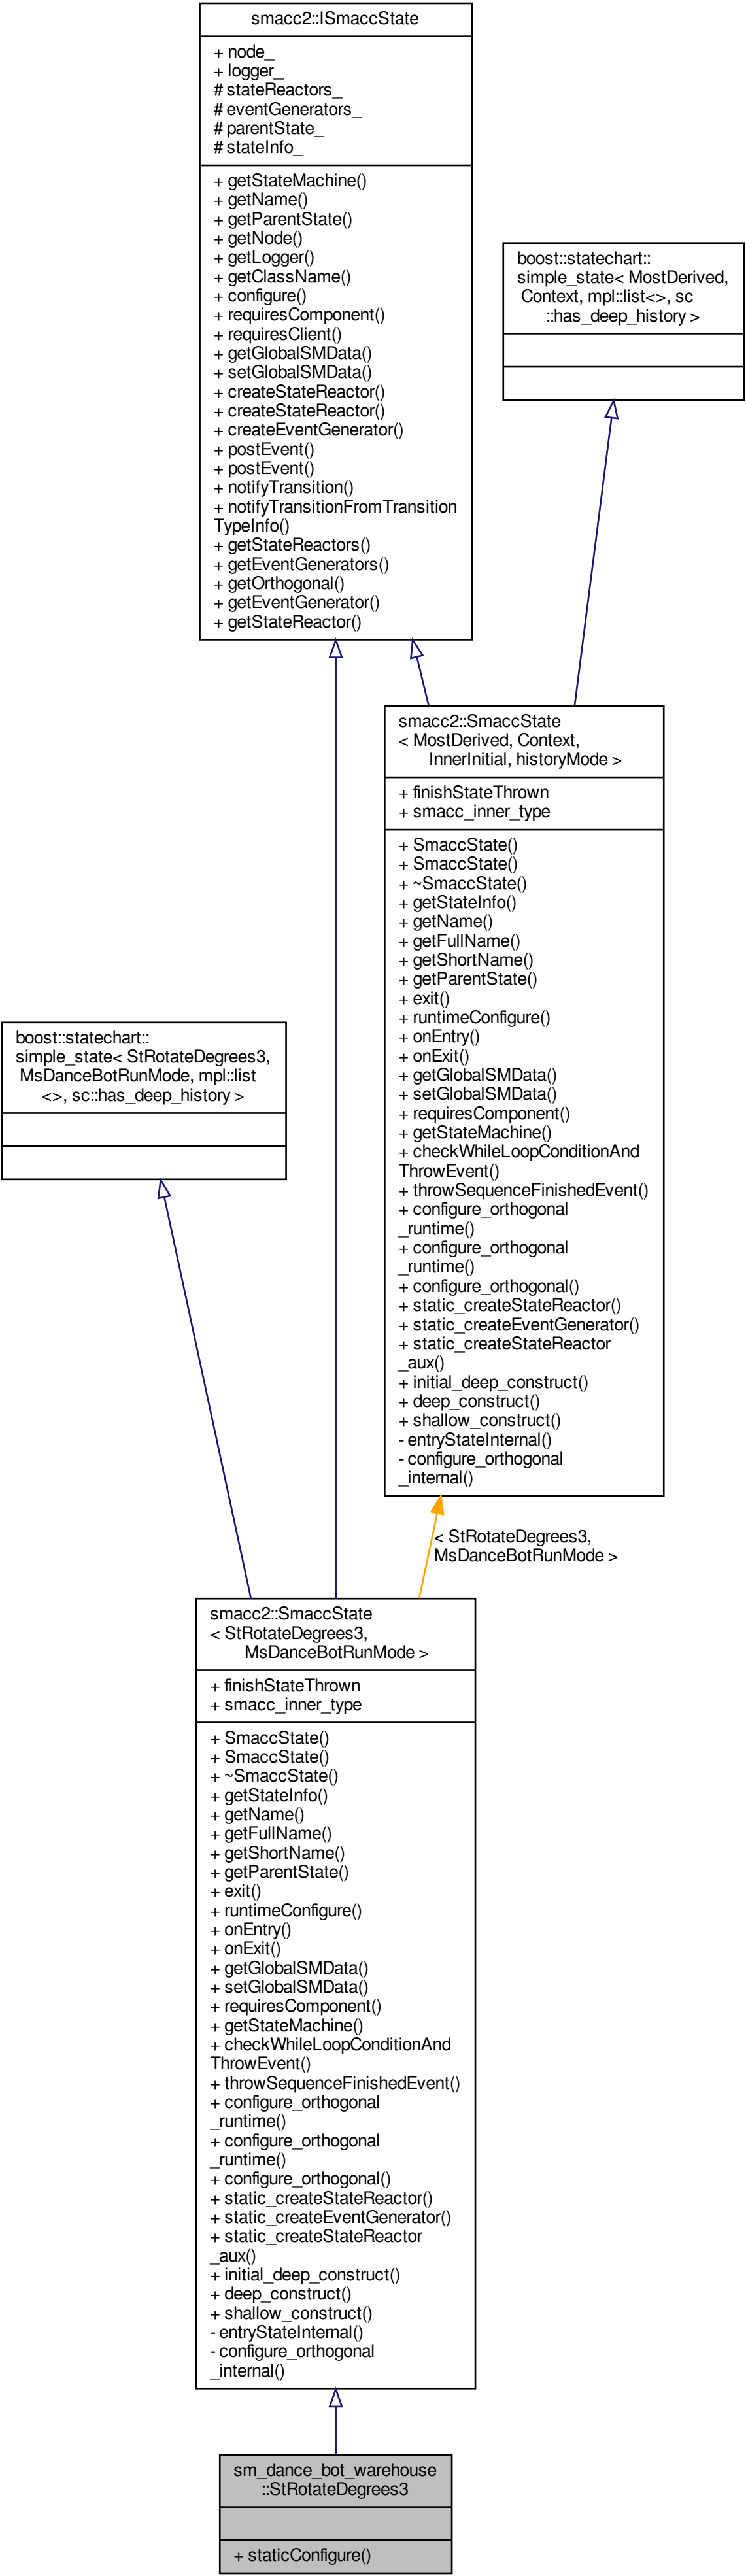 smacc2::ISmaccState
+ node_
+ logger_
# stateReactors_
# eventGenerators_
# parentState_
# stateInfo_
+ getStateMachine()
+ getName()
+ getParentState()
+ getNode()
+ getLogger()
+ getClassName()
+ configure()
+ requiresComponent()
+ requiresClient()
+ getGlobalSMData()
+ setGlobalSMData()
+ createStateReactor()
+ createStateReactor()
+ createEventGenerator()
+ postEvent()
+ postEvent()
+ notifyTransition()
+ notifyTransitionFromTransition
TypeInfo()
+ getStateReactors()
+ getEventGenerators()
+ getOrthogonal()
+ getEventGenerator()
+ getStateReactor()
boost::statechart::
simple_state< MostDerived,
Context, mpl::list<>, sc
::has_deep_history >
smacc2::SmaccState
< MostDerived, Context,
InnerInitial, historyMode >
+ finishStateThrown
+ smacc_inner_type
+ SmaccState()
+ SmaccState()
+ ~SmaccState()
+ getStateInfo()
+ getName()
+ getFullName()
+ getShortName()
+ getParentState()
+ exit()
+ runtimeConfigure()
+ onEntry()
+ onExit()
+ getGlobalSMData()
+ setGlobalSMData()
+ requiresComponent()
+ getStateMachine()
+ checkWhileLoopConditionAnd
ThrowEvent()
+ throwSequenceFinishedEvent()
+ configure_orthogonal
_runtime()
+ configure_orthogonal
_runtime()
+ configure_orthogonal()
+ static_createStateReactor()
+ static_createEventGenerator()
+ static_createStateReactor
_aux()
+ initial_deep_construct()
+ deep_construct()
+ shallow_construct()
- entryStateInternal()
- configure_orthogonal
_internal()
boost::statechart::
simple_state< StRotateDegrees3,
MsDanceBotRunMode, mpl::list
<>, sc::has_deep_history >
< StRotateDegrees3,
MsDanceBotRunMode >
smacc2::SmaccState
< StRotateDegrees3,
MsDanceBotRunMode >
+ finishStateThrown
+ smacc_inner_type
+ SmaccState()
+ SmaccState()
+ ~SmaccState()
+ getStateInfo()
+ getName()
+ getFullName()
+ getShortName()
+ getParentState()
+ exit()
+ runtimeConfigure()
+ onEntry()
+ onExit()
+ getGlobalSMData()
+ setGlobalSMData()
+ requiresComponent()
+ getStateMachine()
+ checkWhileLoopConditionAnd
ThrowEvent()
+ throwSequenceFinishedEvent()
+ configure_orthogonal
_runtime()
+ configure_orthogonal
_runtime()
+ configure_orthogonal()
+ static_createStateReactor()
+ static_createEventGenerator()
+ static_createStateReactor
_aux()
+ initial_deep_construct()
+ deep_construct()
+ shallow_construct()
- entryStateInternal()
- configure_orthogonal
_internal()
sm_dance_bot_warehouse
::StRotateDegrees3
+ staticConfigure()